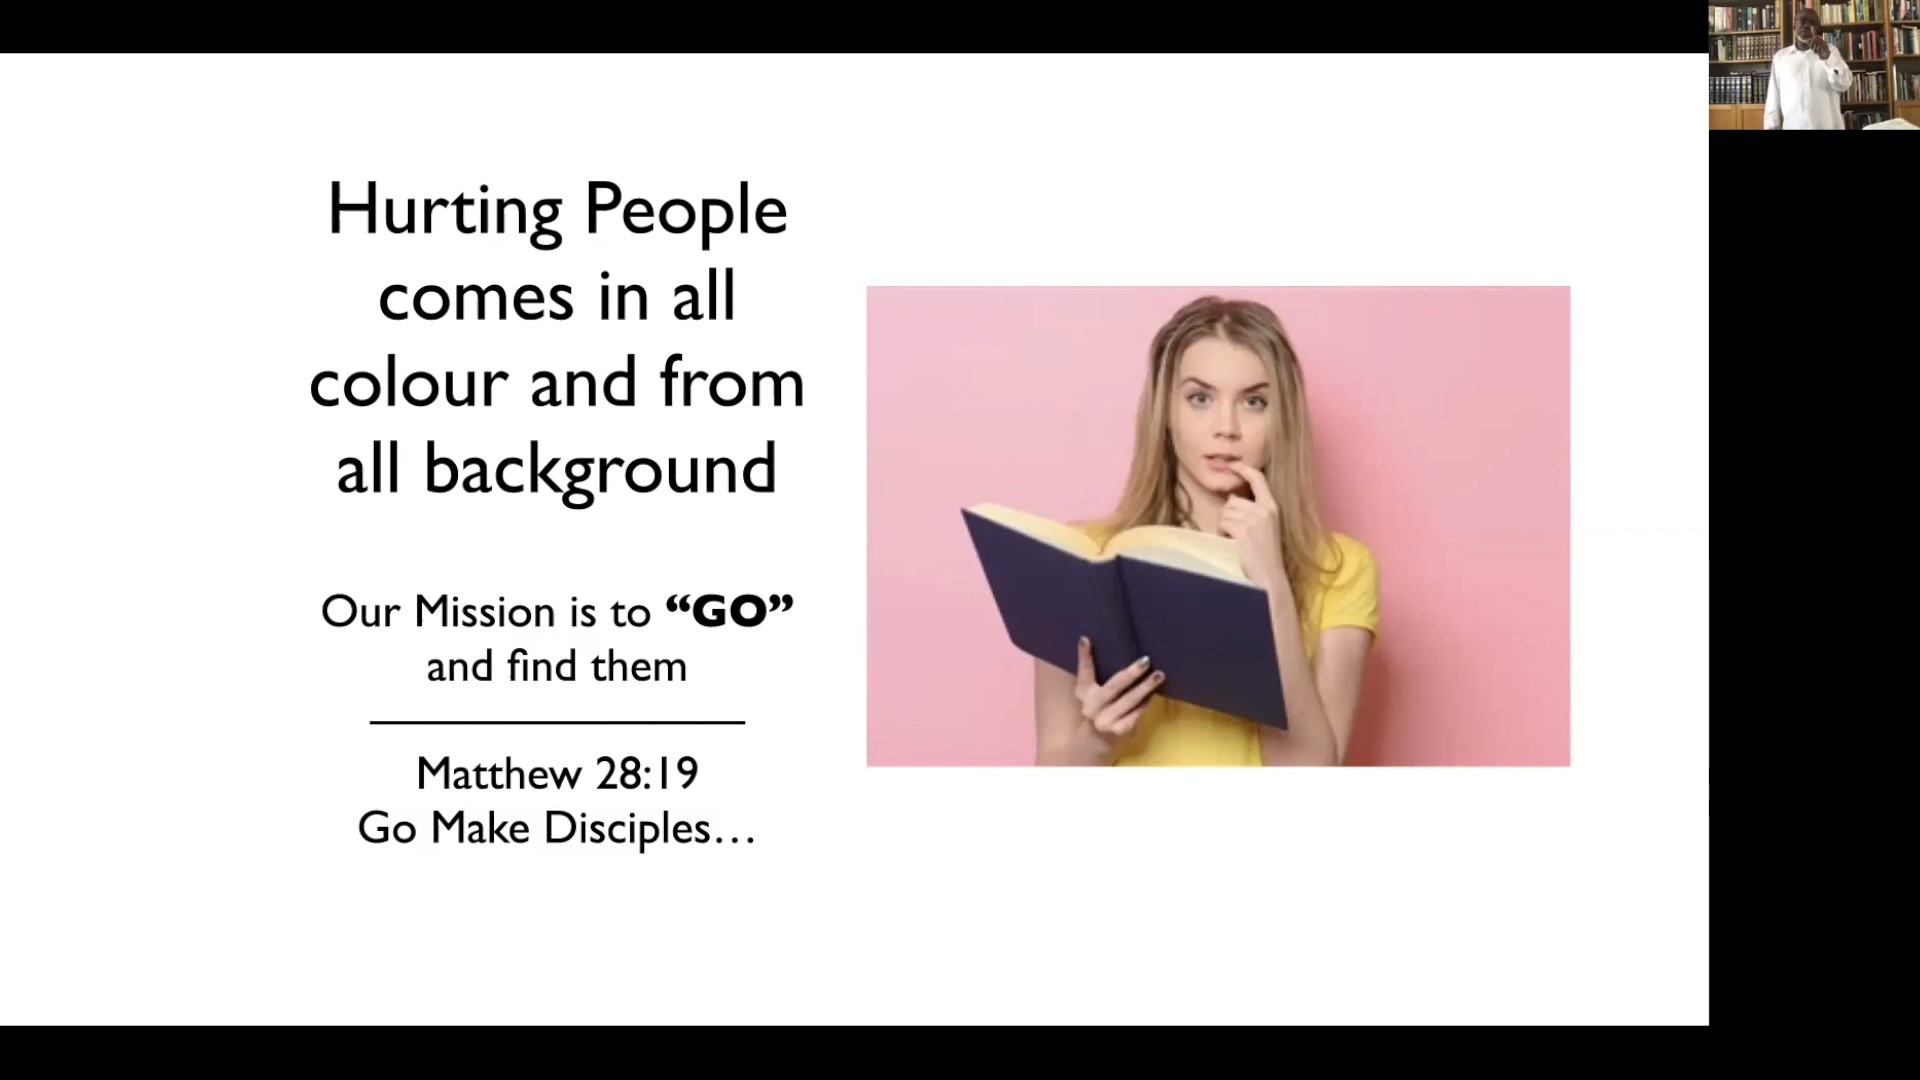 Hurting People
comes in all
colour and from
all background
Our Mission is to “GO”
and find them
Matthew 28:19
Go Make Disciples…